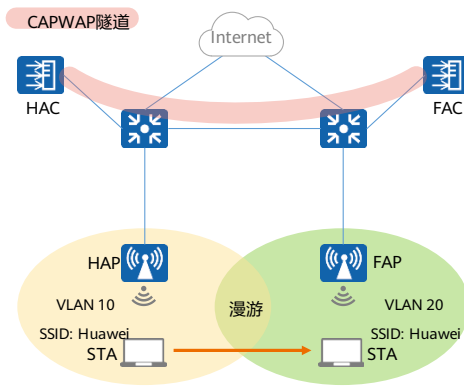 CAPWAP隧道
Internet
HAC
FAC
HAP
FAP
VLAN 10
漫游
VLAN 20
SSID: Huawei
SSID: Huawei
STA
STA